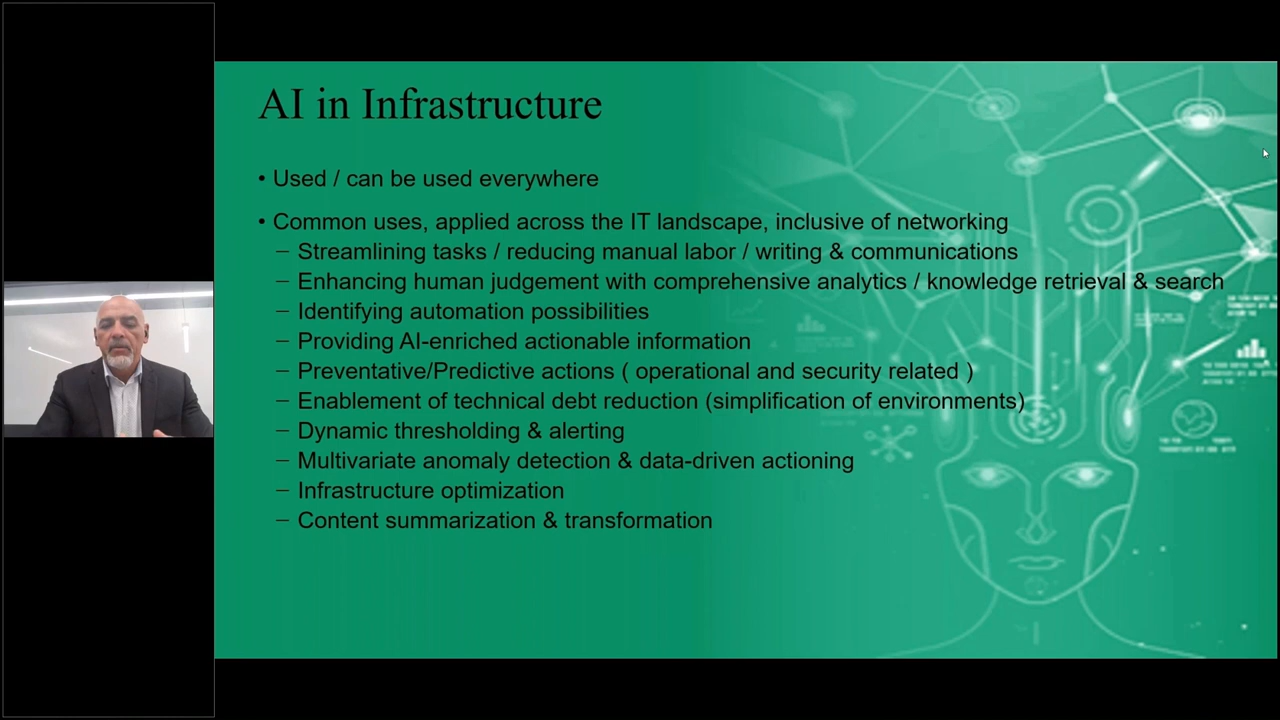 AI in Infrastructure
• Used / can be used everywhere
• Common uses, applied across the IT landscape, inclusive of networking
– Streamlining tasks / reducing manual labor / writing & communications
– Enhancing human judgement with comprehensive analytics / knowledge retrieval & search
– Identifying automation possibilities
– Providing AI-enriched actionable information
– Preventative/Predictive actions ( operational and security related )
– Enablement of technical debt reduction (simplification of environments)
– Dynamic thresholding & alerting
– Multivariate anomaly detection & data-driven actioning
– Infrastructure optimization
– Content summarization & transformation